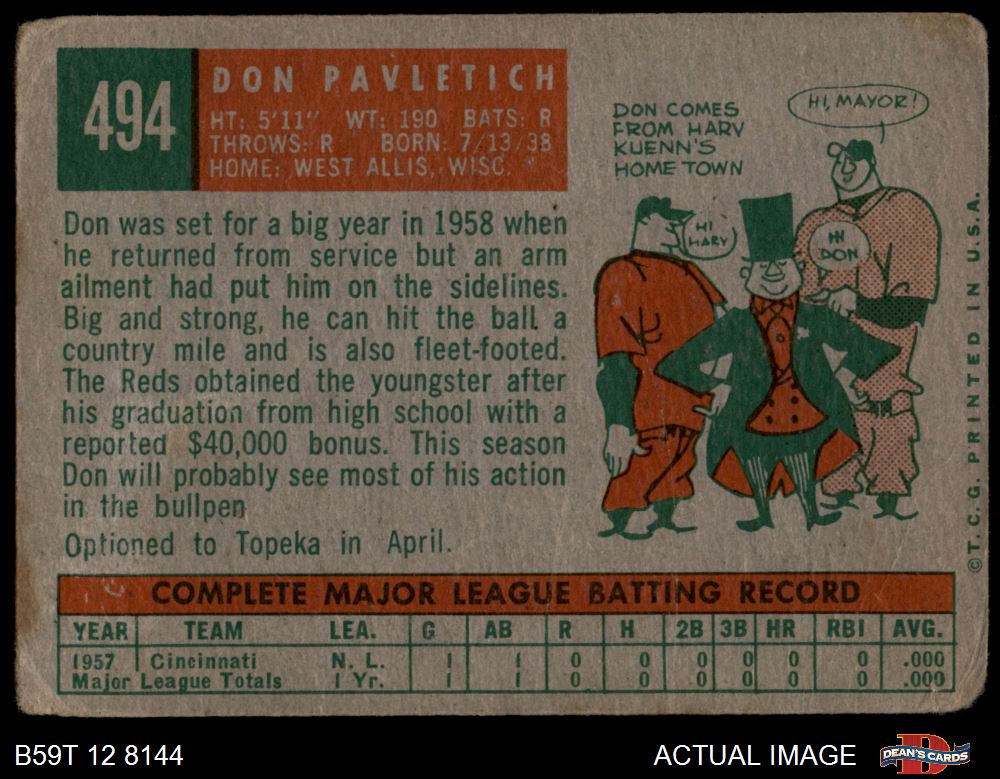 494
DON PAVLETICH
HT: 5'11" WT: 190 BATS: R
THROWS: R BORN: 7/13/38
HOME: WEST ALLIS, WISC.
Don was set for a big year in 1958 when
he returned from service but an arm
ailment had put him on the sidelines.
Big and strong, he can hit the ball a
country mile and is also fleet-footed.
The Reds obtained the youngster after
his graduation from high school with a
reported $40,000 bonus. This season
Don will probably see most of his action
in the bullpen
Optioned to Topeka in April.
DON COMES
FROM HARV
KUENN'S
HOME TOWN
HI, MAYOR!
HI
HARV
HI
DON
©T.C.G. PRINTED IN U.S.A.
COMPLETE MAJOR LEAGUE BATTING RECORD
YEAR TEAM LEA. G AB R H 2B 3B HR RBI AVG.
1957 Cincinnati N. L. 1 1 0 0 0 0 0 0 .000
Major League Totals 1 Yr. 1 1 0 0 0 0 0 0 .000
B59T 12 8144
ACTUAL IMAGE
D
DEAN'S CARDS